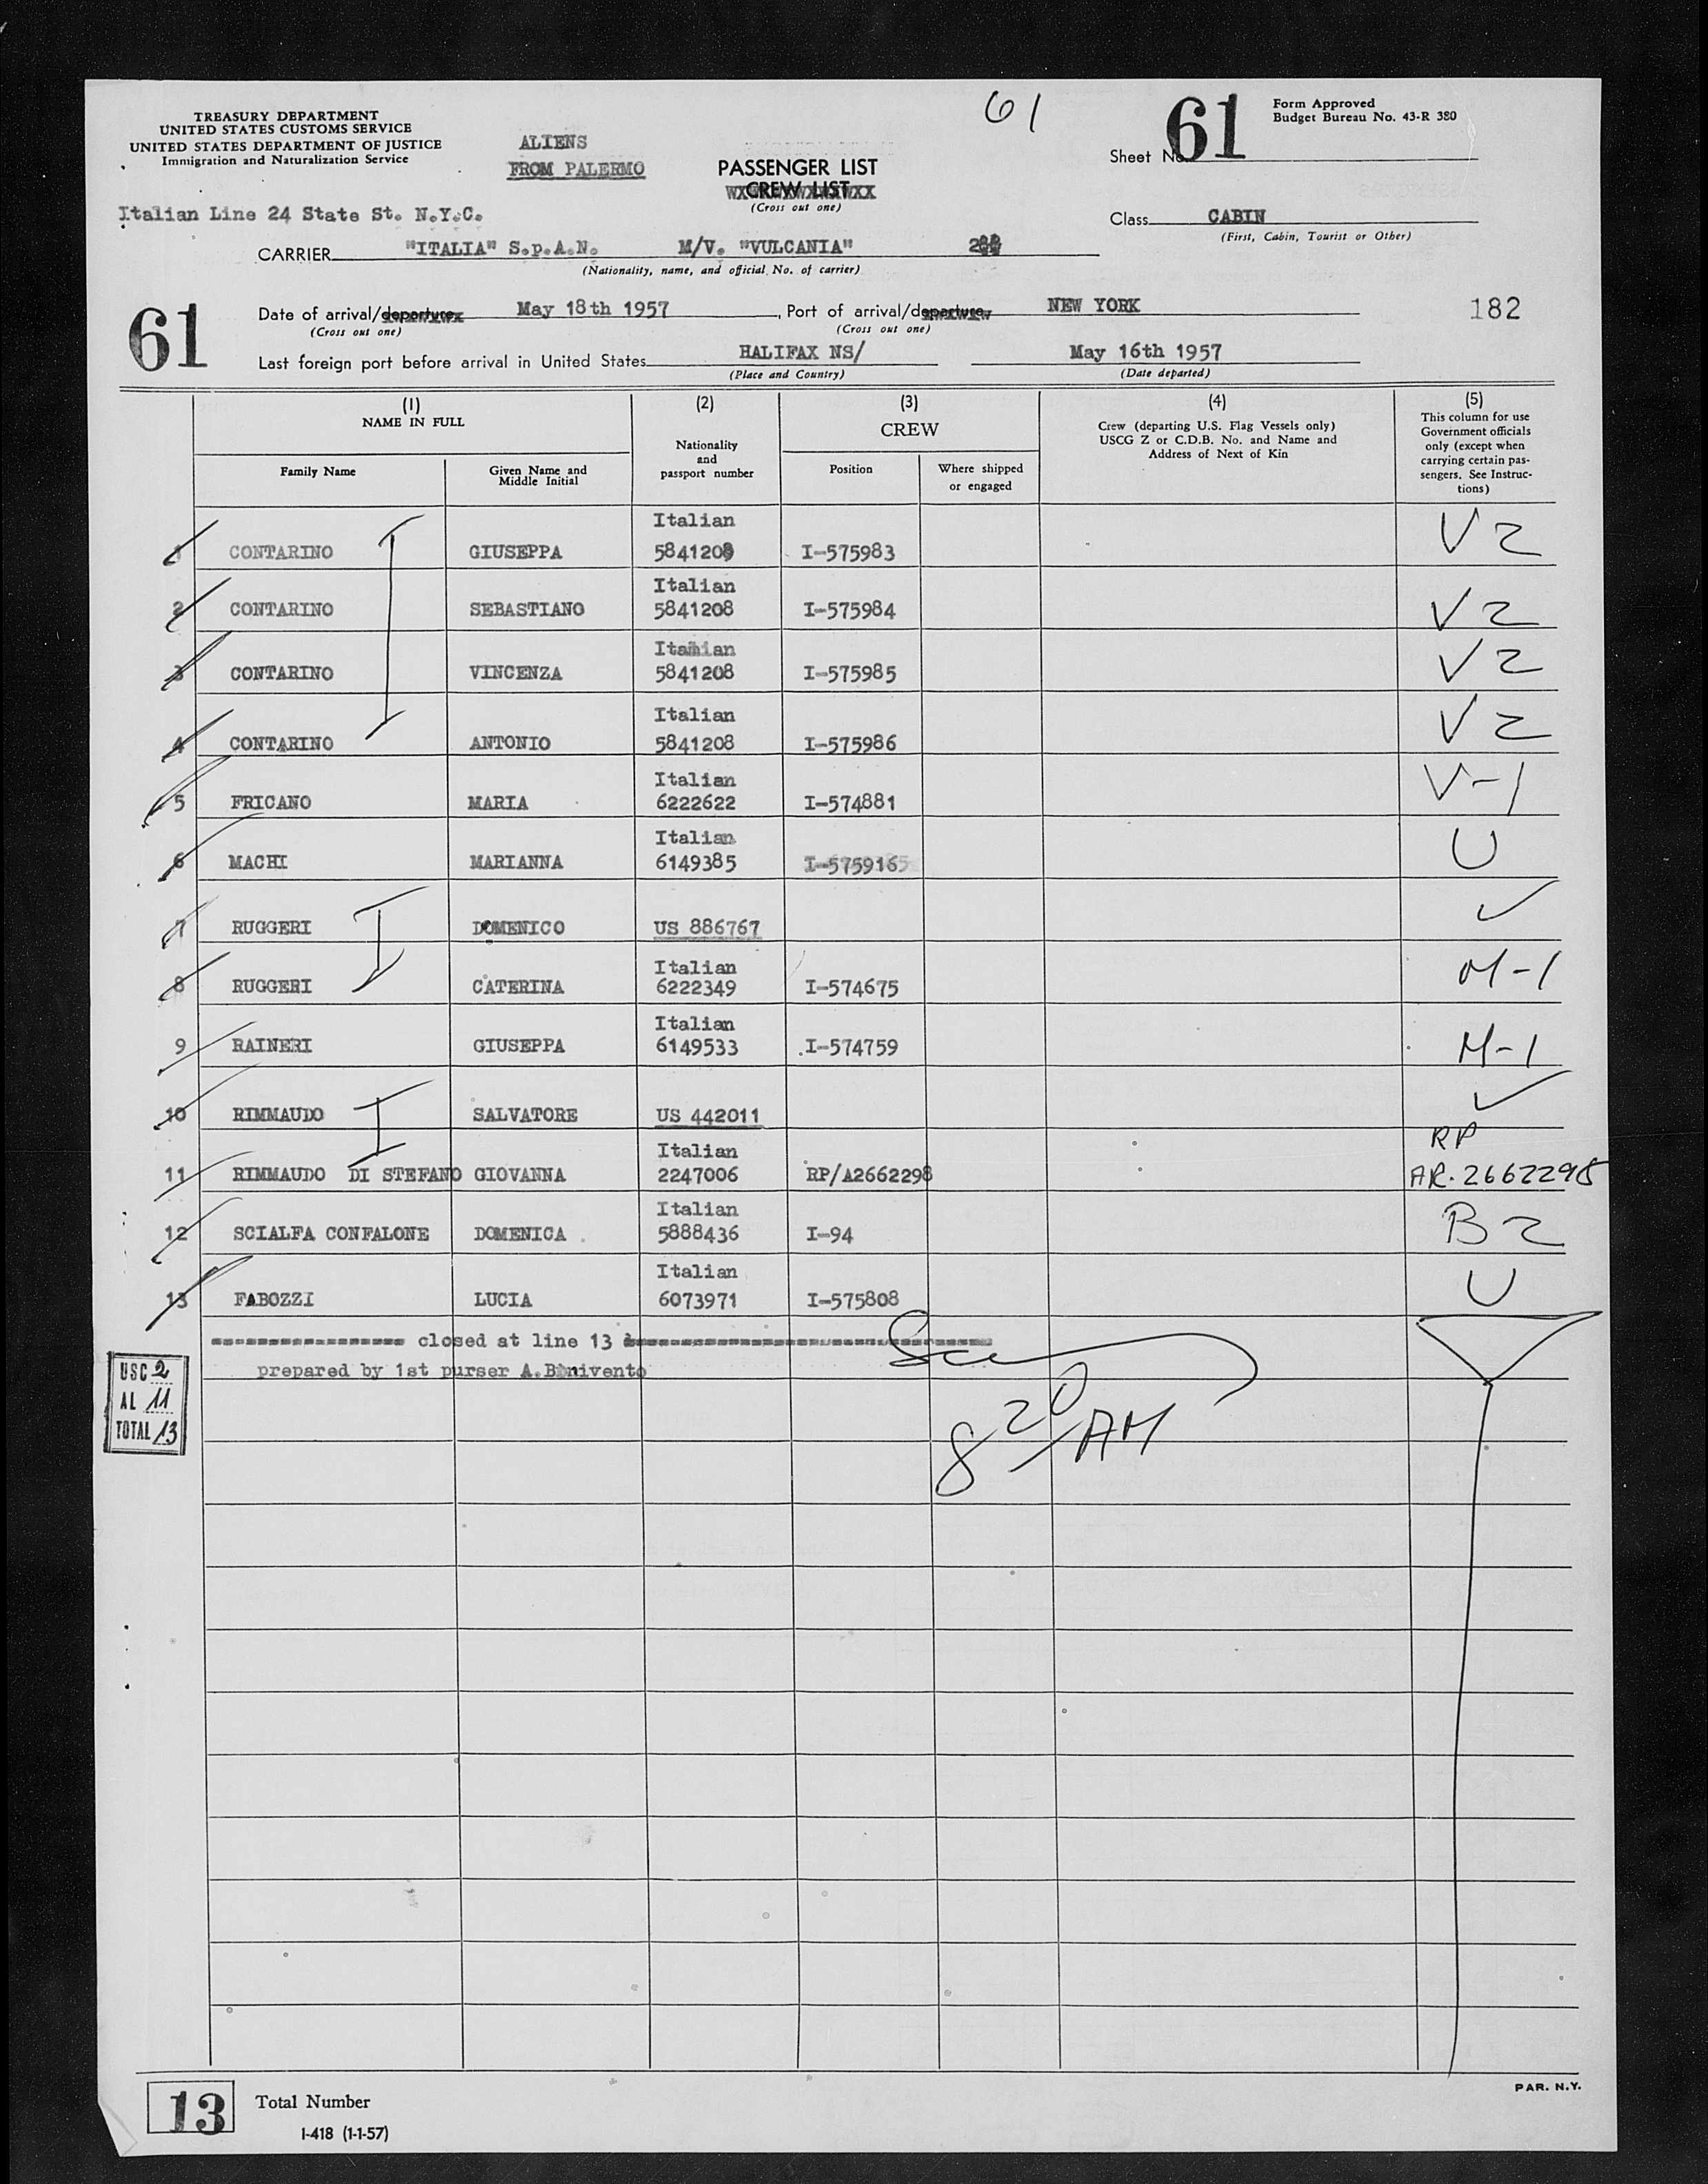 TREASURY DEPARTMENT
UNITED STATES CUSTOMS SERVICE
UNITED STATES DEPARTMENT OF JUSTICE
Immigration and Naturalization Service
ALIENS
FROM PALERMO
61
PASSENGER LIST
CREW LIST
(Cross out one)
61
Form Approved
Budget Bureau No. 43-R 380
Sheet No.
Italian Line 24 State St. N.Y.C.
Class CABIN
(First, Cabin, Tourist or Other)
CARRIER "ITALIA" S.p.A.N. M/V. "VULCANIA"
(Nationality, name, and official No. of carrier)
61
Date of arrival/departure May 18th 1957, Port of arrival/departure NEW YORK 182
(Cross out one) (Cross out one)
Last foreign port before arrival in United States HALIFAX NS/ May 16th 1957
(Place and Country) (Date departed)
(1) NAME IN FULL
Family Name
Given Name and Middle Initial
(2) Nationality and passport number
(3) CREW
Position
Where shipped or engaged
(4) Crew (departing U.S. Flag Vessels only) USCG Z or C.D.B. No. and Name and Address of Next of Kin
(5) This column for use Government officials only (except when carrying certain passengers. See Instructions)
1 CONTARINO GIUSEPPA Italian 5841208 I-575983 V2
2 CONTARINO SEBASTIANO Italian 5841208 I-575984 V2
3 CONTARINO VINCENZA Itamian 5841208 I-575985 V2
4 CONTARINO ANTONIO Italian 5841208 I-575986 V2
5 FRICANO MARIA Italian 6222622 I-574881 V-1
6 MACHI MARIANNA Italian 6149385 I-5759165 U
7 RUGGERI DOMENICO US 886767 ✓
8 RUGGERI CATERINA Italian 6222349 I-574675 M-1
9 RAINERI GIUSEPPA Italian 6149533 I-574759 M-1
10 RIMMAUDO SALVATORE US 442011 ✓
11 RIMMAUDO DI STEFANO GIOVANNA Italian 2247006 RP/A2662298 RP AR. 2662298
12 SCIALFA CONFALONE DOMENICA Italian 5888436 I-94 B2
13 FABOZZI LUCIA Italian 6073971 I-575808 U
closed at line 13
prepared by 1st purser A.Bonivento
USC 2
AL 11
TOTAL 13
8 20/AM
13 Total Number
I-418 (1-1-57)
PAR. N.Y.